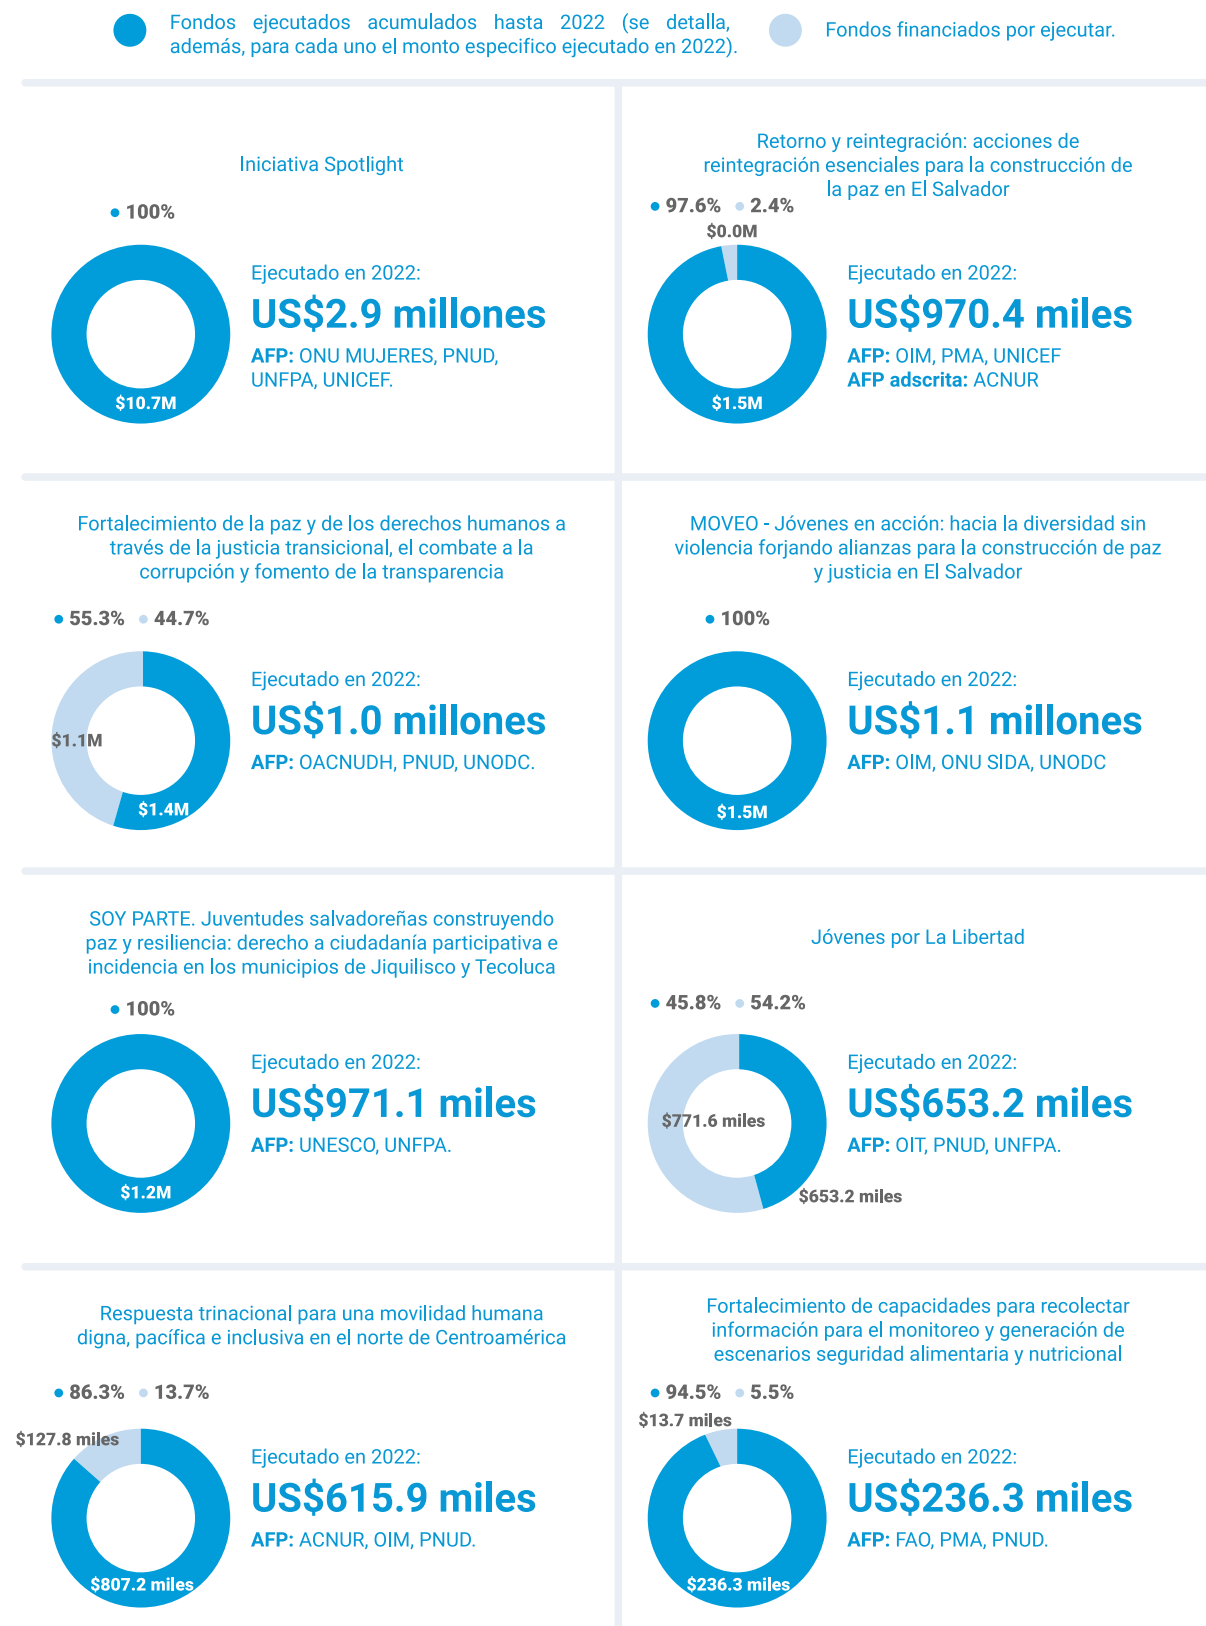 Fondos ejecutados acumulados hasta 2022 (se detalla,
además, para cada uno el monto especifico ejecutado en 2022).
Fondos financiados por ejecutar.
Iniciativa Spotlight
100%
$10.7M
Ejecutado en 2022:
US$2.9 millones
AFP: ONU MUJERES, PNUD,
UNFPA, UNICEF.
Retorno y reintegración: acciones de
reintegración esenciales para la construcción de
la paz en El Salvador
97.6% 2.4%
$0.0M
$1.5M
Ejecutado en 2022:
US$970.4 miles
AFP: OIM, PMA, UNICEF
AFP adscrita: ACNUR
Fortalecimiento de la paz y de los derechos humanos a
través de la justicia transicional, el combate a la
corrupción y fomento de la transparencia
55.3% 44.7%
$1.1M
$1.4M
Ejecutado en 2022:
US$1.0 millones
AFP: OACNUDH, PNUD, UNODC.
MOVEO - Jóvenes en acción: hacia la diversidad sin
violencia forjando alianzas para la construcción de paz
y justicia en El Salvador
100%
$1.5M
Ejecutado en 2022:
US$1.1 millones
AFP: OIM, ONU SIDA, UNODC
SOY PARTE. Juventudes salvadoreñas construyendo
paz y resiliencia: derecho a ciudadanía participativa e
incidencia en los municipios de Jiquilisco y Tecoluca
100%
$1.2M
Ejecutado en 2022:
US$971.1 miles
AFP: UNESCO, UNFPA.
Jóvenes por La Libertad
45.8% 54.2%
$771.6 miles
$653.2 miles
Ejecutado en 2022:
US$653.2 miles
AFP: OIT, PNUD, UNFPA.
Respuesta trinacional para una movilidad humana
digna, pacífica e inclusiva en el norte de Centroamérica
86.3% 13.7%
$127.8 miles
$807.2 miles
Ejecutado en 2022:
US$615.9 miles
AFP: ACNUR, OIM, PNUD.
Fortalecimiento de capacidades para recolectar
información para el monitoreo y generación de
escenarios seguridad alimentaria y nutricional
94.5% 5.5%
$13.7 miles
$236.3 miles
Ejecutado en 2022:
US$236.3 miles
AFP: FAO, PMA, PNUD.